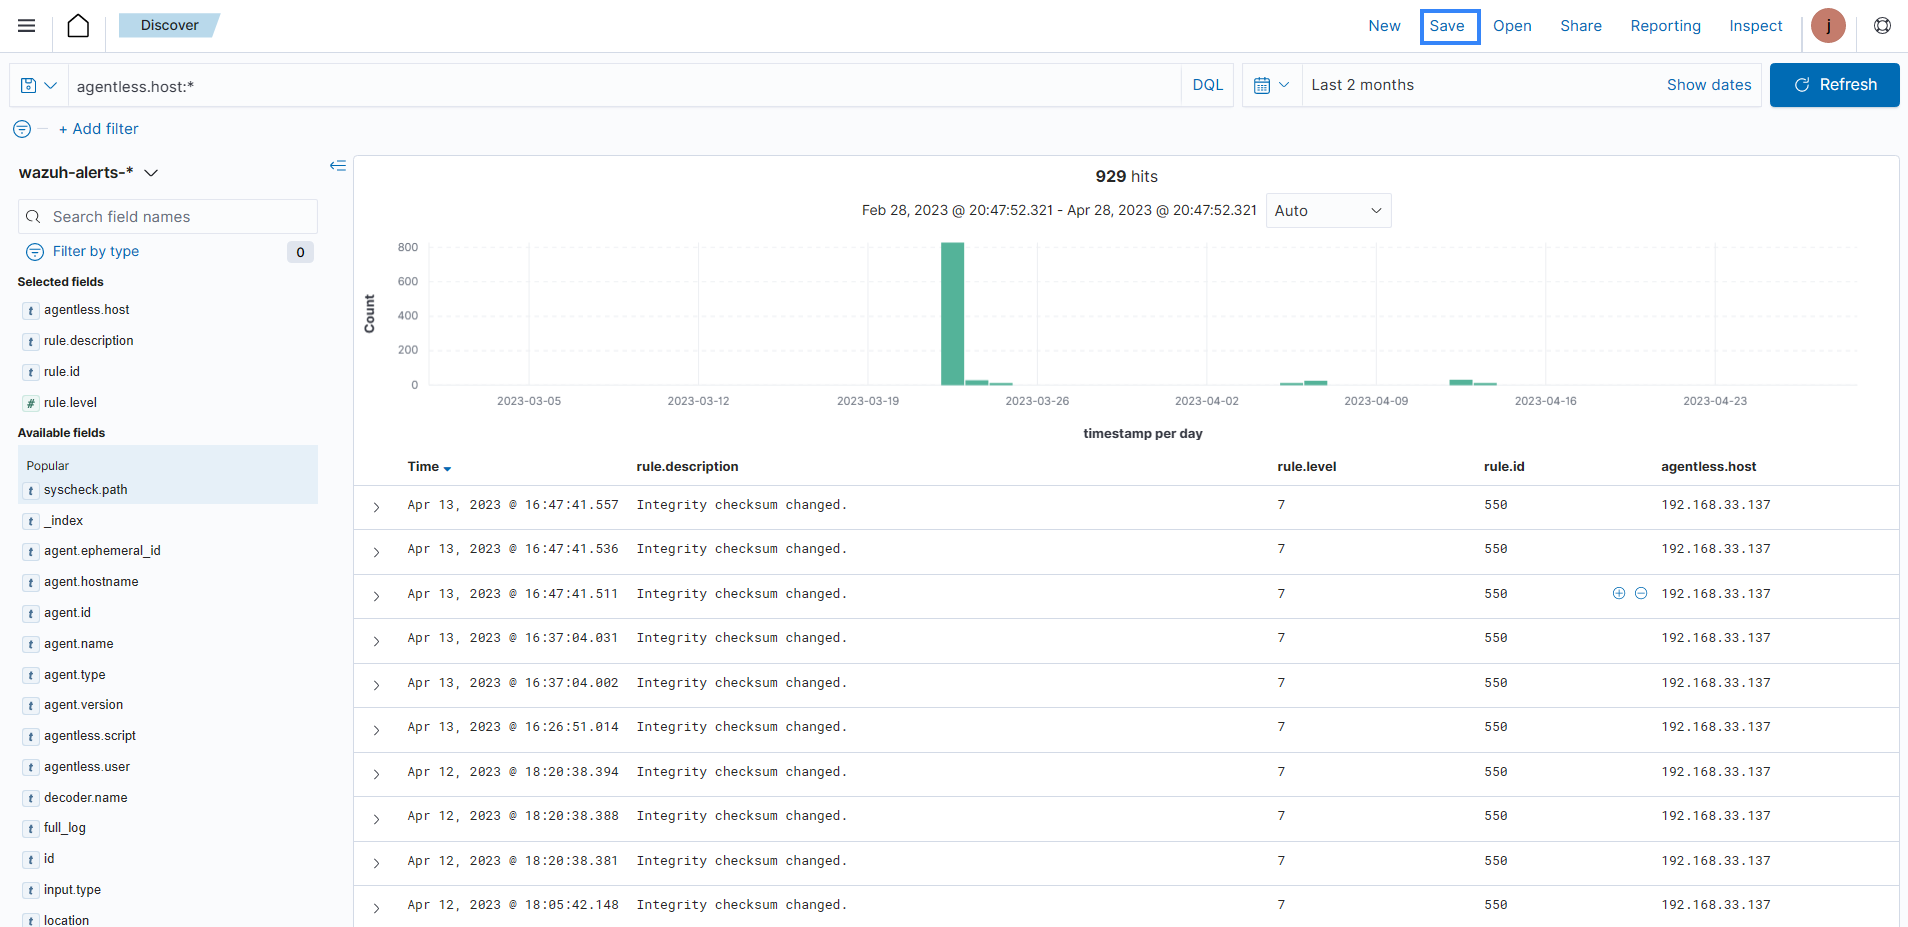 Discover
New Save Open Share Reporting Inspect j
agentless.host:* DQL Last 2 months Show dates Refresh
+ Add filter
wazuh-alerts-*
Search field names
Filter by type 0
Selected fields
t agentless.host
t rule.description
t rule.id
# rule.level
Available fields
Popular
t syscheck.path
t _index
t agent.ephemeral_id
t agent.hostname
t agent.id
t agent.name
t agent.type
t agent.version
t agentless.script
t agentless.user
t decoder.name
t full_log
t id
t input.type
t location
929 hits
Feb 28, 2023 @ 20:47:52.321 - Apr 28, 2023 @ 20:47:52.321 Auto
Count
800
600
400
200
0
2023-03-05 2023-03-12 2023-03-19 2023-03-26 2023-04-02 2023-04-09 2023-04-16 2023-04-23
timestamp per day
Time rule.description rule.level rule.id agentless.host
Apr 13, 2023 @ 16:47:41.557 Integrity checksum changed. 7 550 192.168.33.137
Apr 13, 2023 @ 16:47:41.536 Integrity checksum changed. 7 550 192.168.33.137
Apr 13, 2023 @ 16:47:41.511 Integrity checksum changed. 7 550 192.168.33.137
Apr 13, 2023 @ 16:37:04.031 Integrity checksum changed. 7 550 192.168.33.137
Apr 13, 2023 @ 16:37:04.002 Integrity checksum changed. 7 550 192.168.33.137
Apr 13, 2023 @ 16:26:51.014 Integrity checksum changed. 7 550 192.168.33.137
Apr 12, 2023 @ 18:20:38.394 Integrity checksum changed. 7 550 192.168.33.137
Apr 12, 2023 @ 18:20:38.388 Integrity checksum changed. 7 550 192.168.33.137
Apr 12, 2023 @ 18:20:38.381 Integrity checksum changed. 7 550 192.168.33.137
Apr 12, 2023 @ 18:05:42.148 Integrity checksum changed. 7 550 192.168.33.137